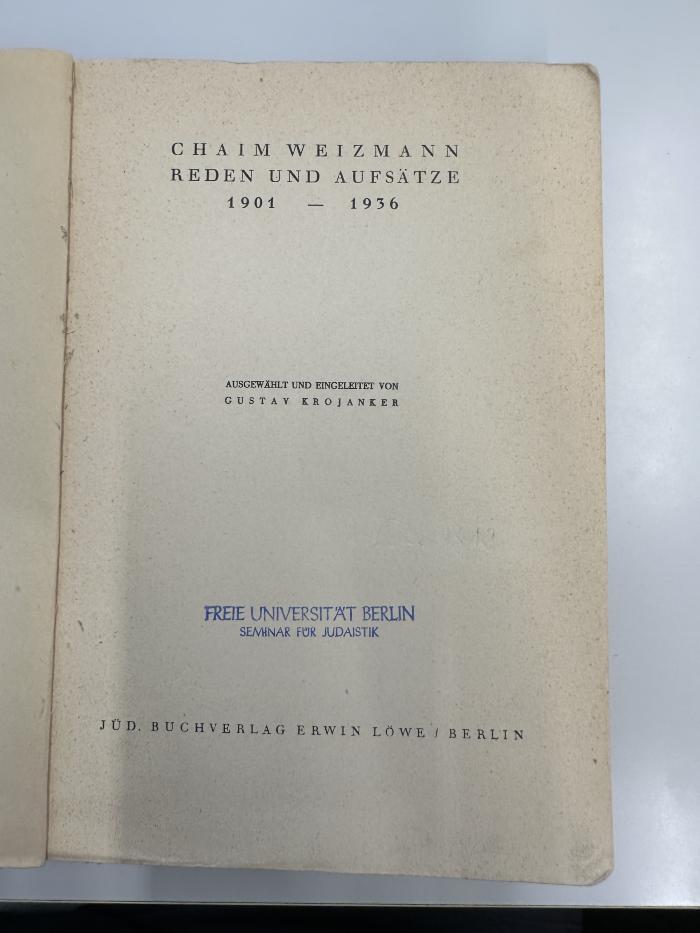 CHAIM WEIZMANN
REDEN UND AUFSÄTZE
1901 — 1936
AUSGEWÄHLT UND EINGELEITET VON
GUSTAV KROJANKER
FREIE UNIVERSITÄT BERLIN
SEMINAR FÜR JUDAISTIK
JÜD. BUCHVERLAG ERWIN LÖWE / BERLIN